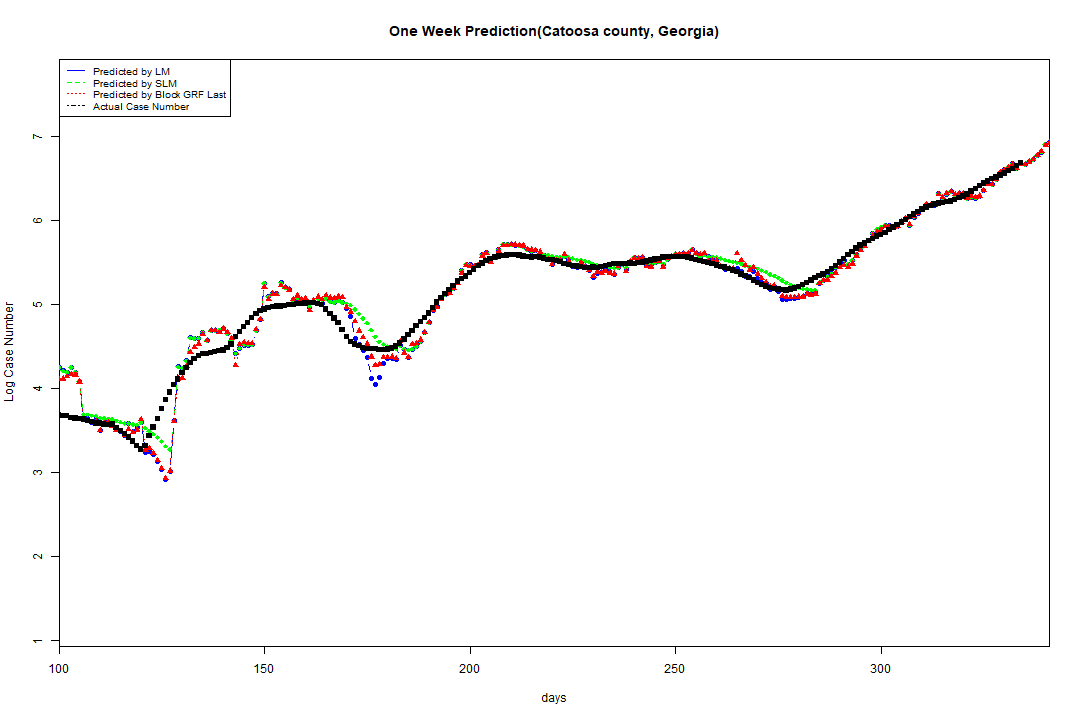 One Week Prediction(Catoosa county, Georgia)
Predicted by LM
Predicted by SLM
Predicted by Block GRF Last
Actual Case Number
7
6
5
4
3
2
1
Log Case Number
100 150 200 250 300
days